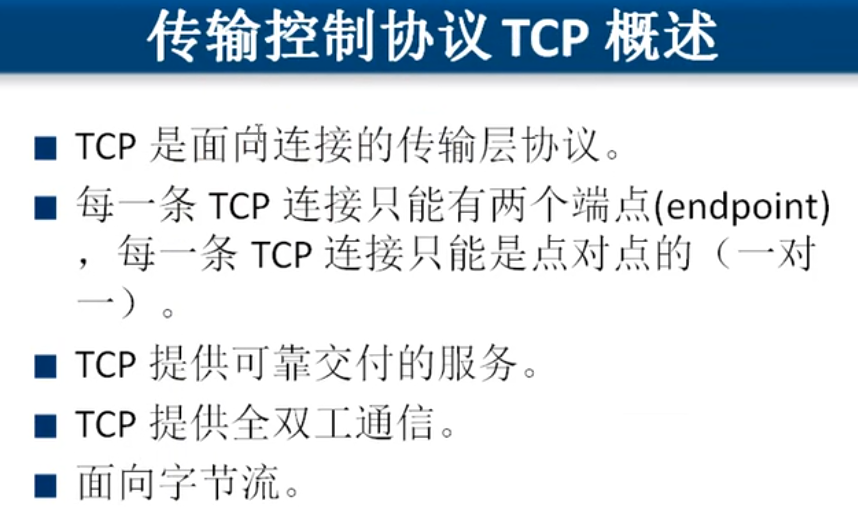 传输控制协议 TCP 概述
TCP 是面向连接的传输层协议。
每一条 TCP 连接只能有两个端点(endpoint)
，每一条 TCP 连接只能是点对点的（一对
一）。
TCP 提供可靠交付的服务。
TCP 提供全双工通信。
面向字节流。